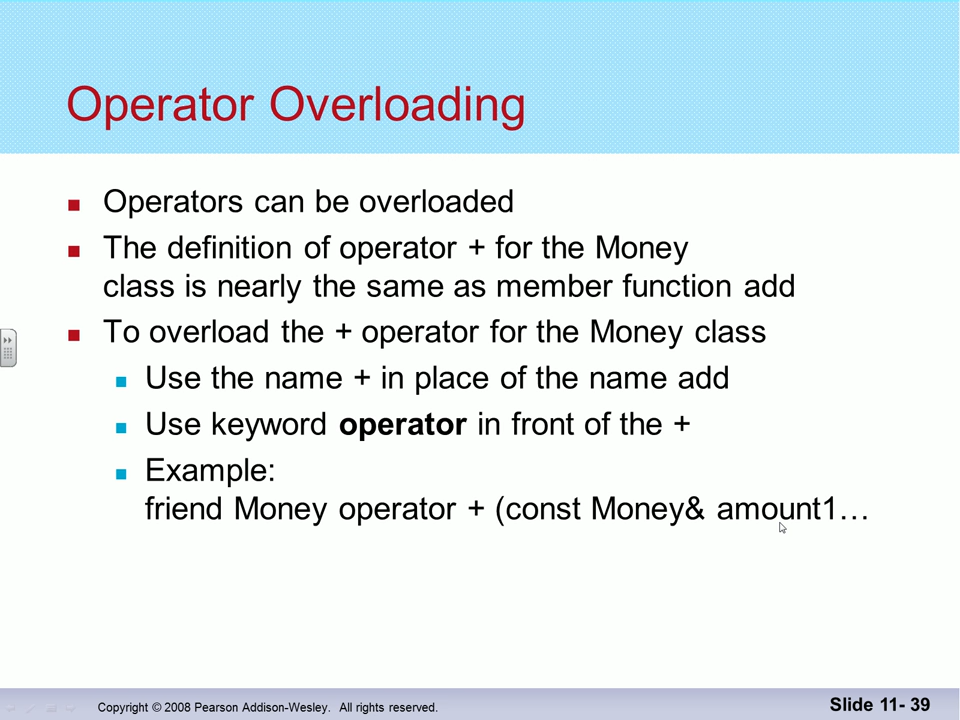 Operator Overloading
Operators can be overloaded
The definition of operator + for the Money
class is nearly the same as member function add
To overload the + operator for the Money class
Use the name + in place of the name add
Use keyword operator in front of the +
Example:
friend Money operator + (const Money& amount1…
Copyright © 2008 Pearson Addison-Wesley. All rights reserved.
Slide 11- 39